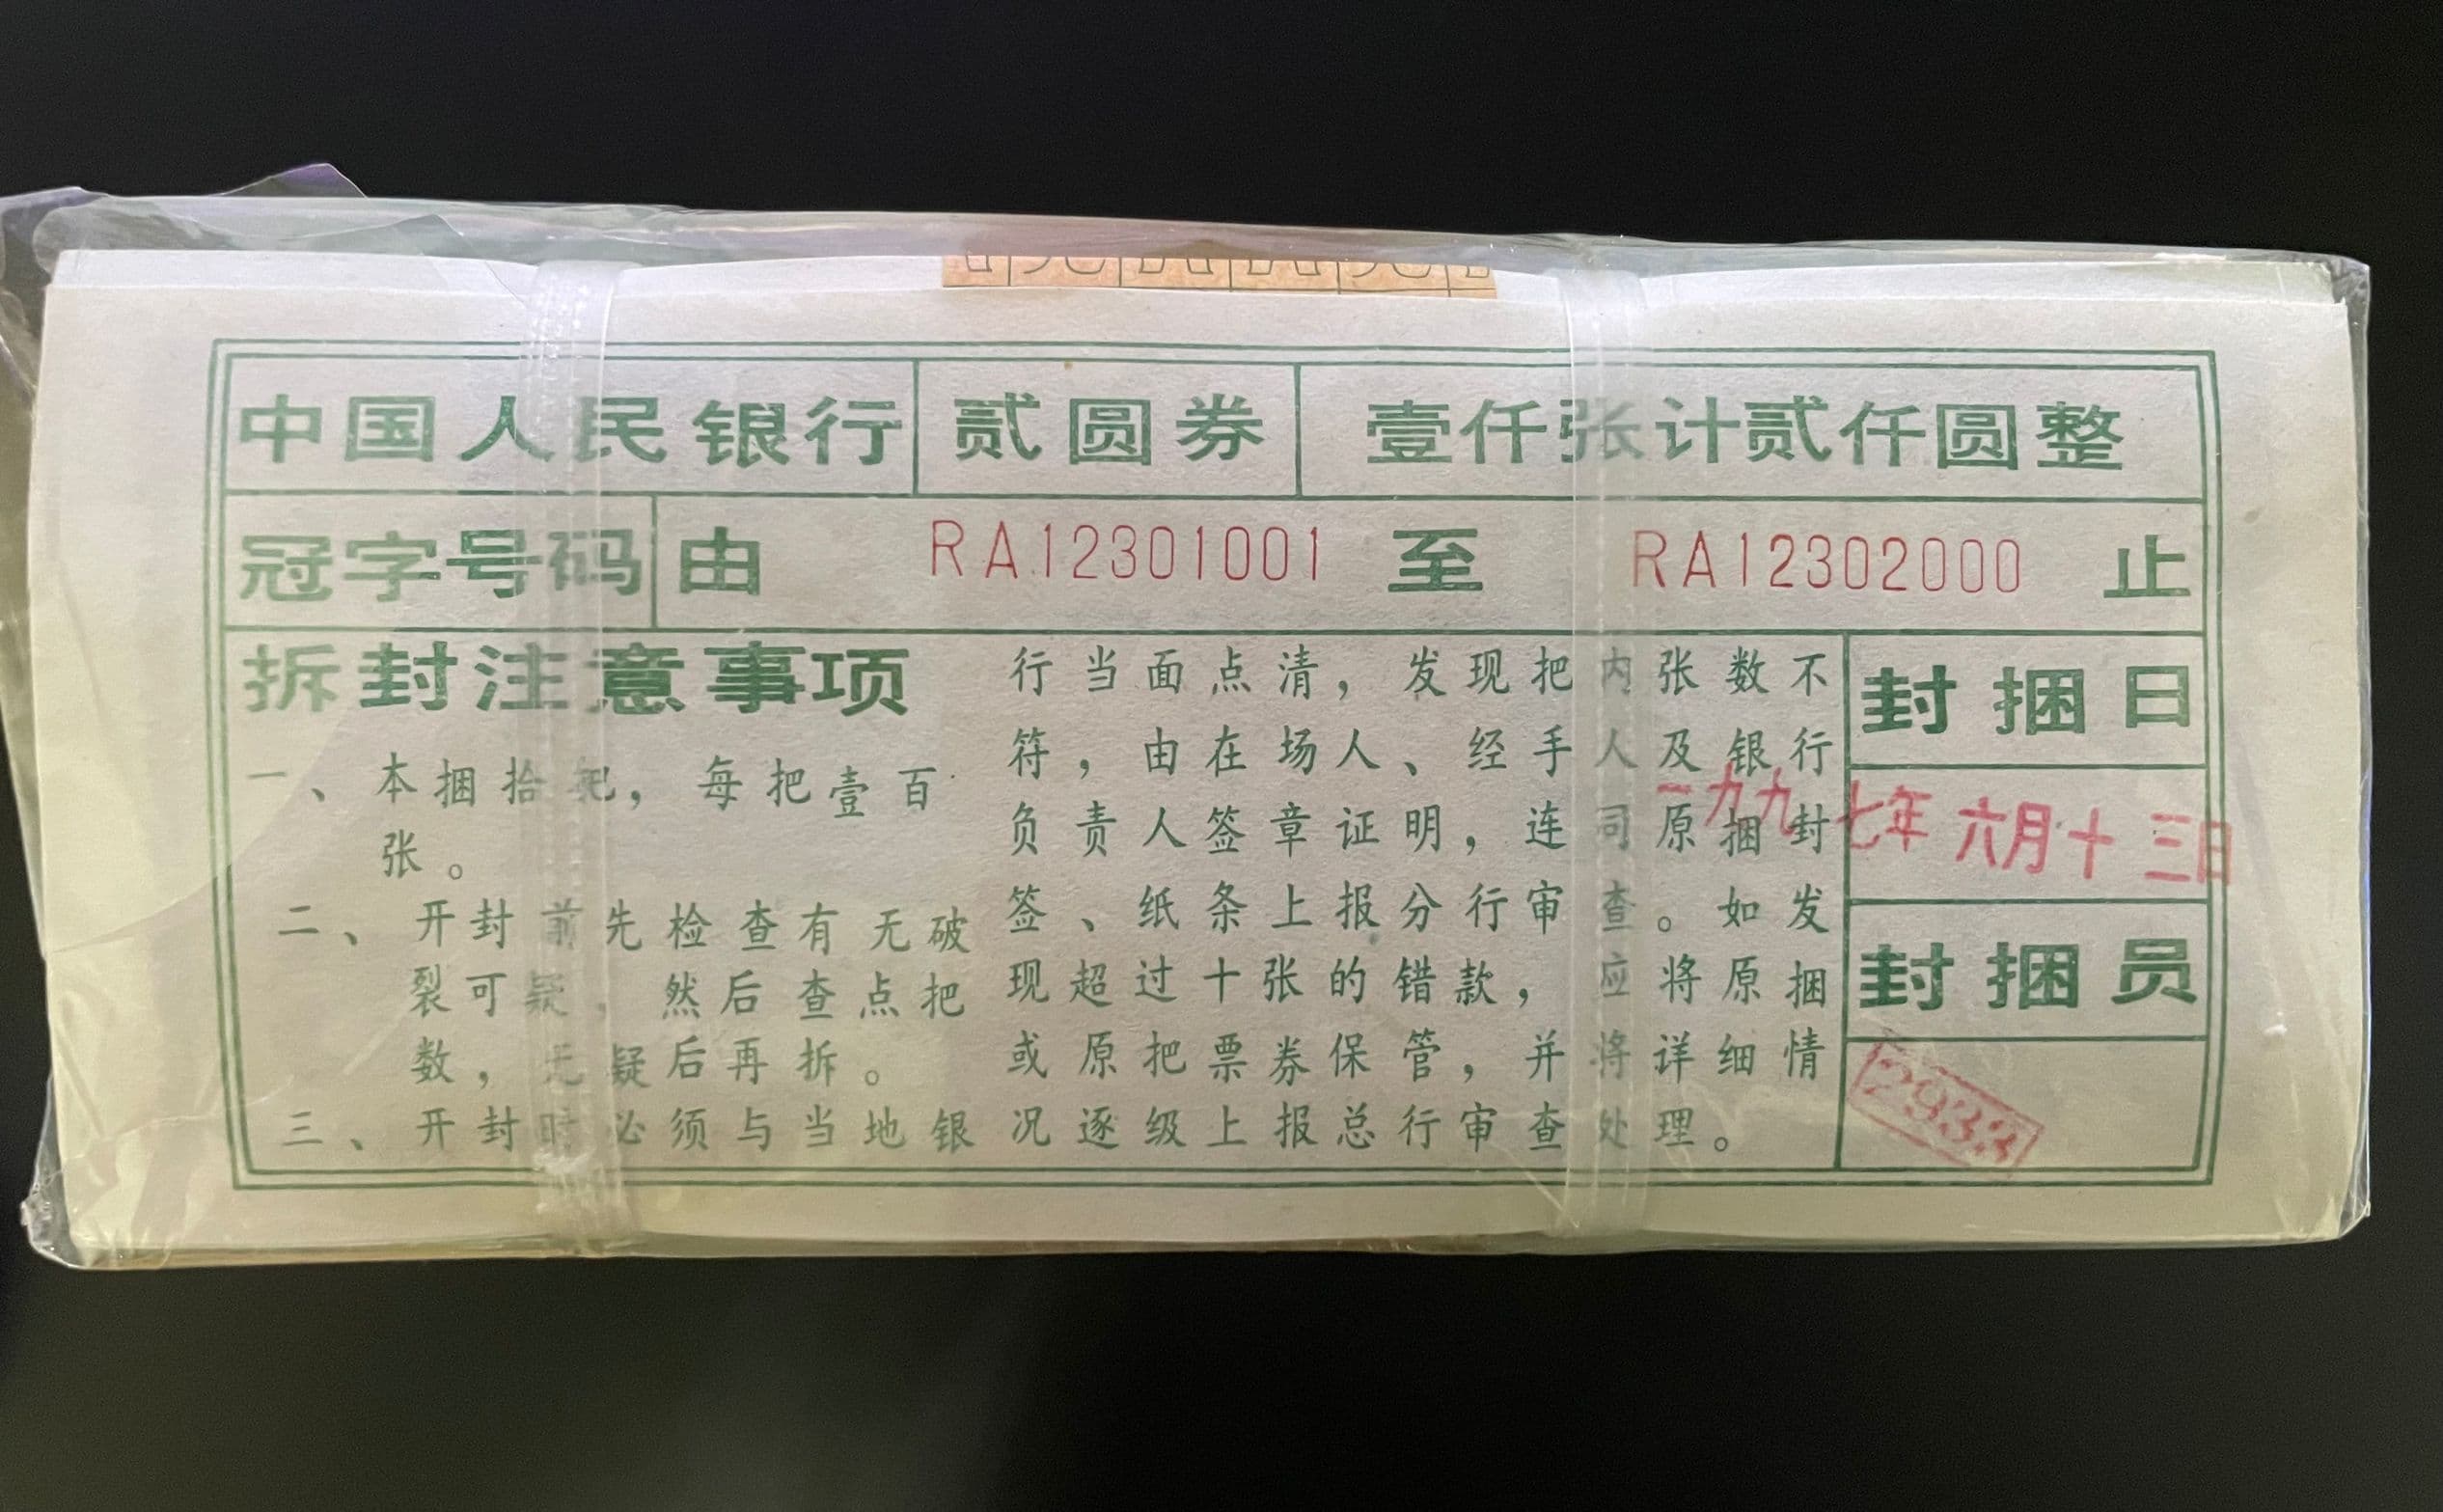 中国人民银行 贰圆券 壹仟张计贰仟圆整
冠字号码 由 RA12301001 至 RA12302000 止
拆封注意事项
一、本捆拾把，每把壹百
张。
二、开封前先检查有无破
裂可疑，然后查点把
数，无疑后再拆。
三、开封时必须与当地银
行当面点清，发现把内张数不
符，由在场人、经手人及银行
负责人签章证明，连同原捆封
签、纸条上报分行审查。如发
现超过十张的错款，应将原捆
或原把票券保管，并将详细情
况逐级上报总行审查处理。
封捆日
一九九七年六月十三日
封捆员
2933